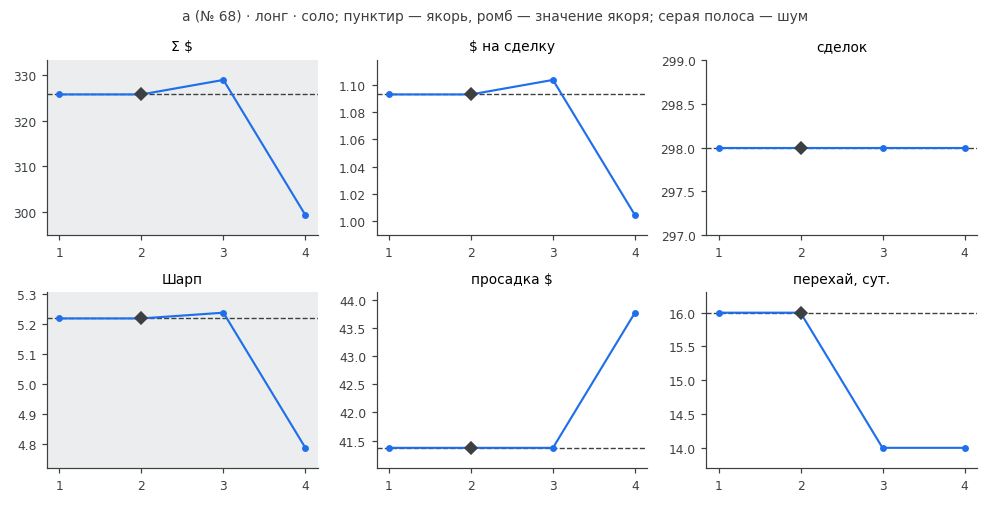 a (№ 68) · лонг · соло; пунктир — якорь, ромб — значение якоря; серая полоса — шум
Σ $
330
320
310
300
1 2 3 4
$ на сделку
1.10
1.08
1.06
1.04
1.02
1.00
1 2 3 4
сделок
299.0
298.5
298.0
297.5
297.0
1 2 3 4
Шарп
5.3
5.2
5.1
5.0
4.9
4.8
1 2 3 4
просадка $
44.0
43.5
43.0
42.5
42.0
41.5
1 2 3 4
перехай, сут.
16.0
15.5
15.0
14.5
14.0
1 2 3 4